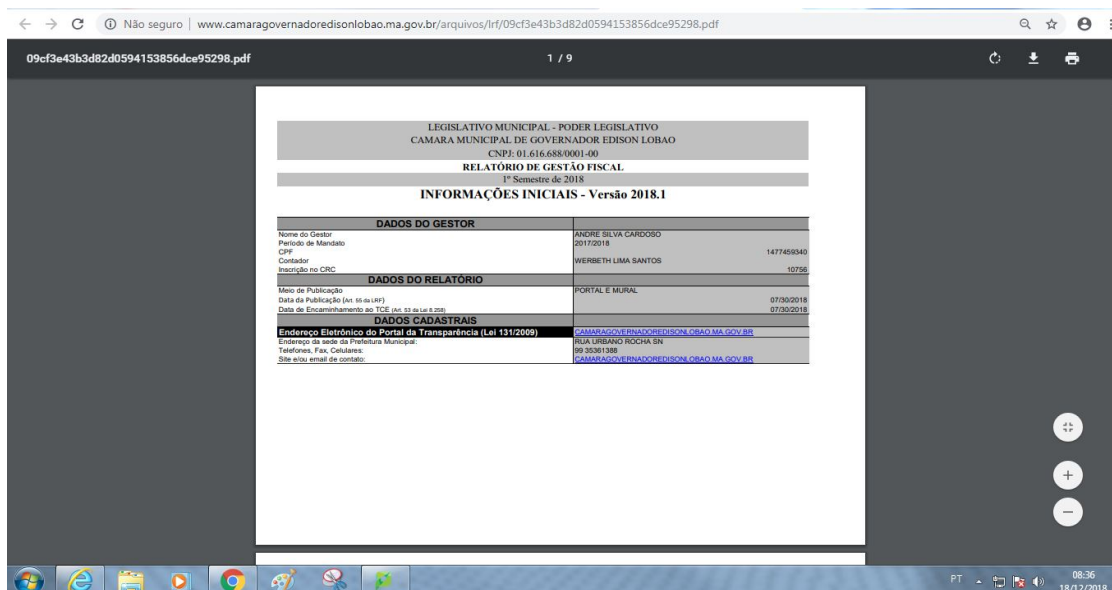 Não seguro | www.camaragovernadoredisonlobao.ma.gov.br/arquivos/lrf/09cf3e43b3d82d0594153856dce95298.pdf
09cf3e43b3d82d0594153856dce95298.pdf 1 / 9
LEGISLATIVO MUNICIPAL - PODER LEGISLATIVO
CAMARA MUNICIPAL DE GOVERNADOR EDISON LOBAO
CNPJ: 01.616.688/0001-00
RELATÓRIO DE GESTÃO FISCAL
1º Semestre de 2018
INFORMAÇÕES INICIAIS - Versão 2018.1
DADOS DO GESTOR
Nome do Gestor ANDRE SILVA CARDOSO
Período de Mandato 2017/2018
CPF 1477459340
Contador WERBETH LIMA SANTOS
Inscrição no CRC 10756
DADOS DO RELATÓRIO
Meio de Publicação PORTAL E MURAL
Data da Publicação (Art. 55 da LRF) 07/30/2018
Data de Encaminhamento ao TCE (Art. 53 da Lei 8.258) 07/30/2018
DADOS CADASTRAIS
Endereço Eletrônico do Portal da Transparência (Lei 131/2009) CAMARAGOVERNADOREDISONLOBAO.MA.GOV.BR
Endereço da sede da Prefeitura Municipal: RUA URBANO ROCHA SN
Telefones, Fax, Celulares: 99 35361388
Site e/ou email de contato: CAMARAGOVERNADOREDISONLOBAO.MA.GOV.BR
PT 08:36
18/12/2018